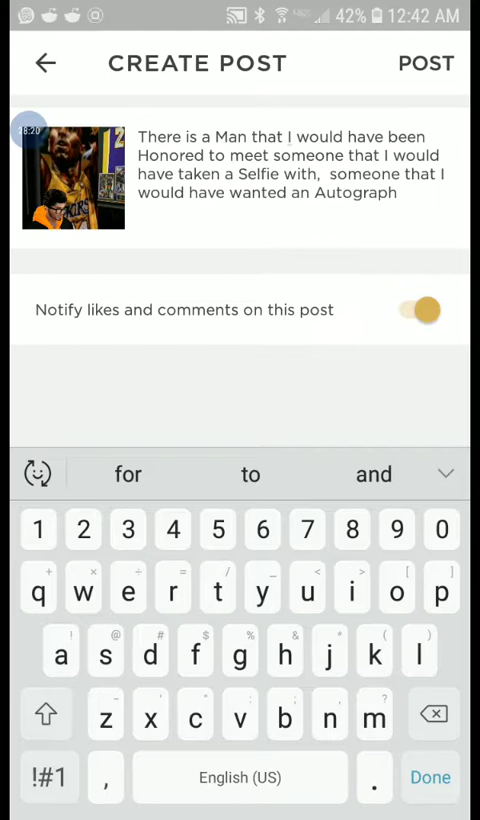 42% 12:42 AM
CREATE POST POST
28:20
There is a Man that I would have been
Honored to meet someone that I would
have taken a Selfie with, someone that I
would have wanted an Autograph
Notify likes and comments on this post
for to and
1 2 3 4 5 6 7 8 9 0
+ × ÷ = / _ < > [ ]
q w e r t y u i o p
! @ # $ % & * ( )
a s d f g h j k l
- ' " : ; , ?
z x c v b n m
!#1 , English (US) . Done